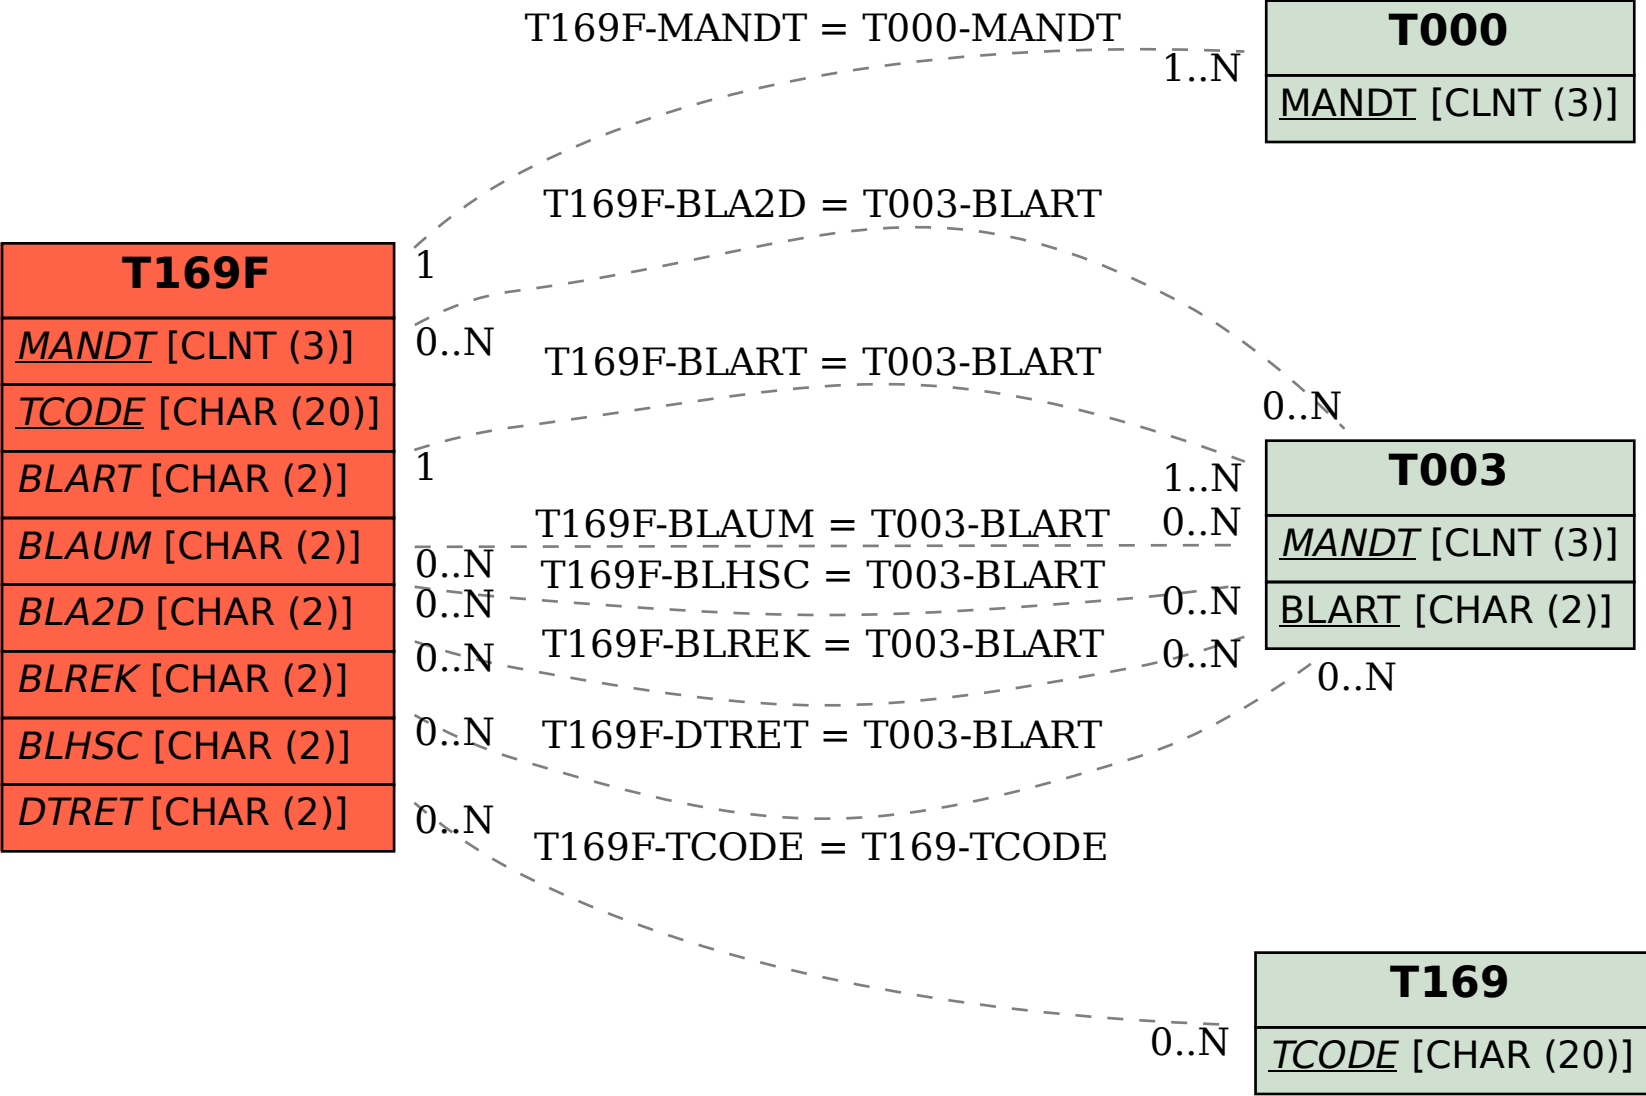 T169F-MANDT = T000-MANDT
1..N
T000
MANDT [CLNT (3)]
T169F-BLA2D = T003-BLART
1
0..N
0..N
T169F
MANDT [CLNT (3)]
TCODE [CHAR (20)]
BLART [CHAR (2)]
BLAUM [CHAR (2)]
BLA2D [CHAR (2)]
BLREK [CHAR (2)]
BLHSC [CHAR (2)]
DTRET [CHAR (2)]
T169F-BLART = T003-BLART
1
1..N
T169F-BLAUM = T003-BLART
0..N
0..N
T169F-BLHSC = T003-BLART
0..N
0..N
T169F-BLREK = T003-BLART
0..N
0..N
T003
MANDT [CLNT (3)]
BLART [CHAR (2)]
0..N
T169F-DTRET = T003-BLART
0..N
0..N
T169F-TCODE = T169-TCODE
0..N
T169
TCODE [CHAR (20)]